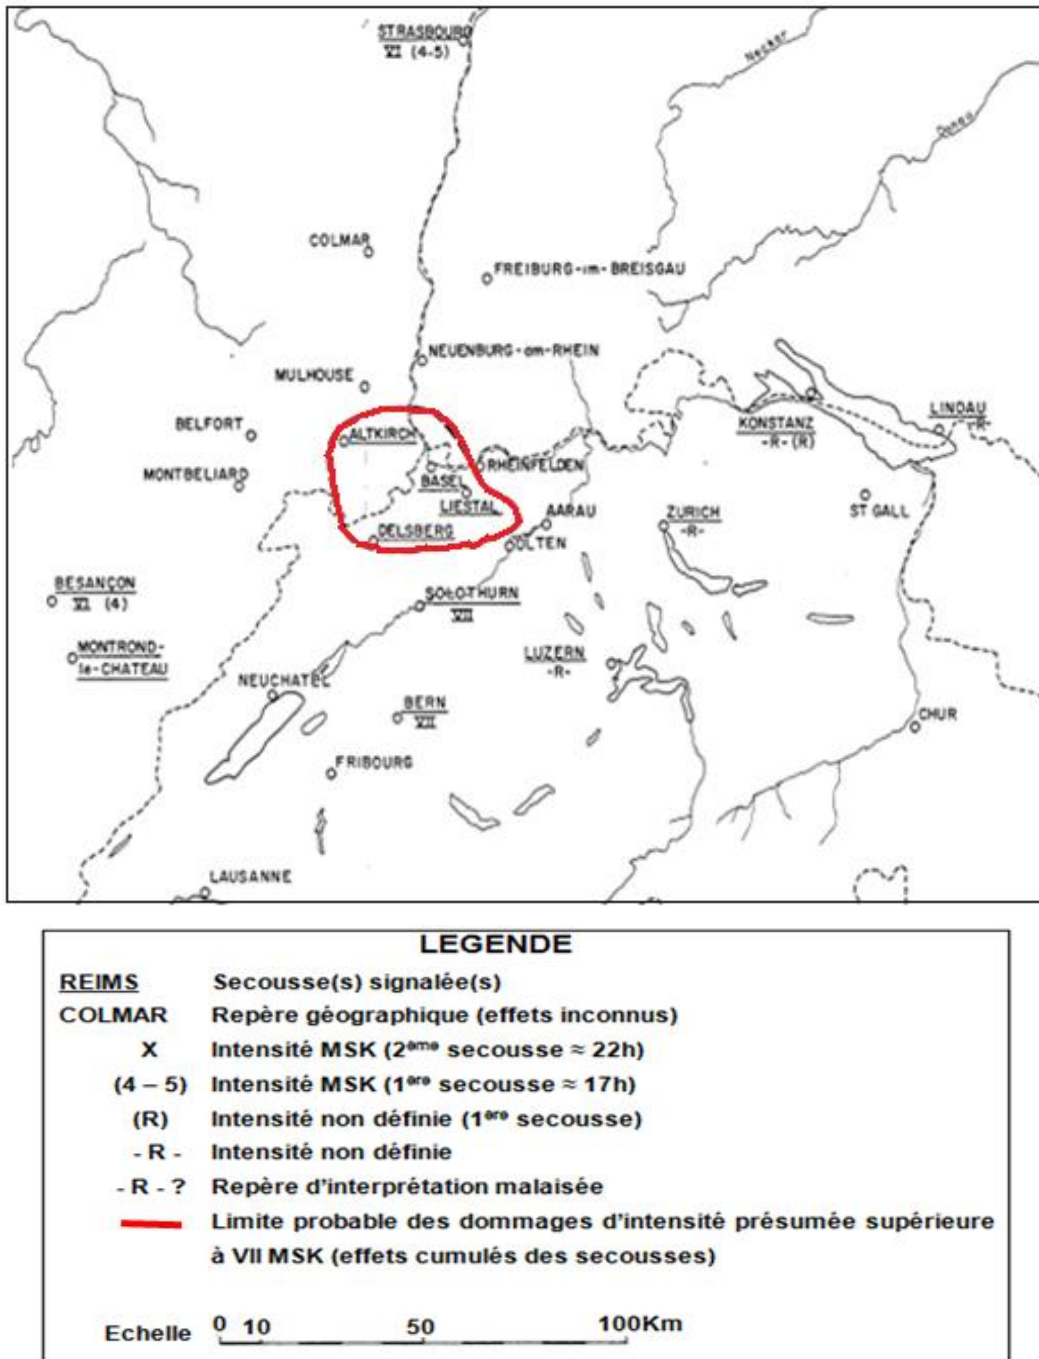 STRASBOURG
VI (4-5)
Necker
Donau
COLMAR
FREIBURG-im-BREISGAU
NEUENBURG-am-RHEIN
MULHOUSE
BELFORT
ALTKIRCH
KONSTANZ
-R- (R)
LINDAU
-R-
MONTBELIARD
BASEL
RHEINFELDEN
LIESTAL
AARAU
ZURICH
-R-
ST GALL
DELSBERG
OLTEN
BESANÇON
VI (4)
SOLOTHURN
VII
MONTROND-
le-CHATEAU
LUZERN
-R-
NEUCHATEL
BERN
VII
CHUR
FRIBOURG
LAUSANNE
LEGENDE
REIMS Secousse(s) signalée(s)
COLMAR Repère géographique (effets inconnus)
X Intensité MSK (2ème secousse ≈ 22h)
(4 – 5) Intensité MSK (1ère secousse ≈ 17h)
(R) Intensité non définie (1ère secousse)
- R - Intensité non définie
- R - ? Repère d'interprétation malaisée
Limite probable des dommages d'intensité présumée supérieure
à VII MSK (effets cumulés des secousses)
Echelle 0 10 50 100Km